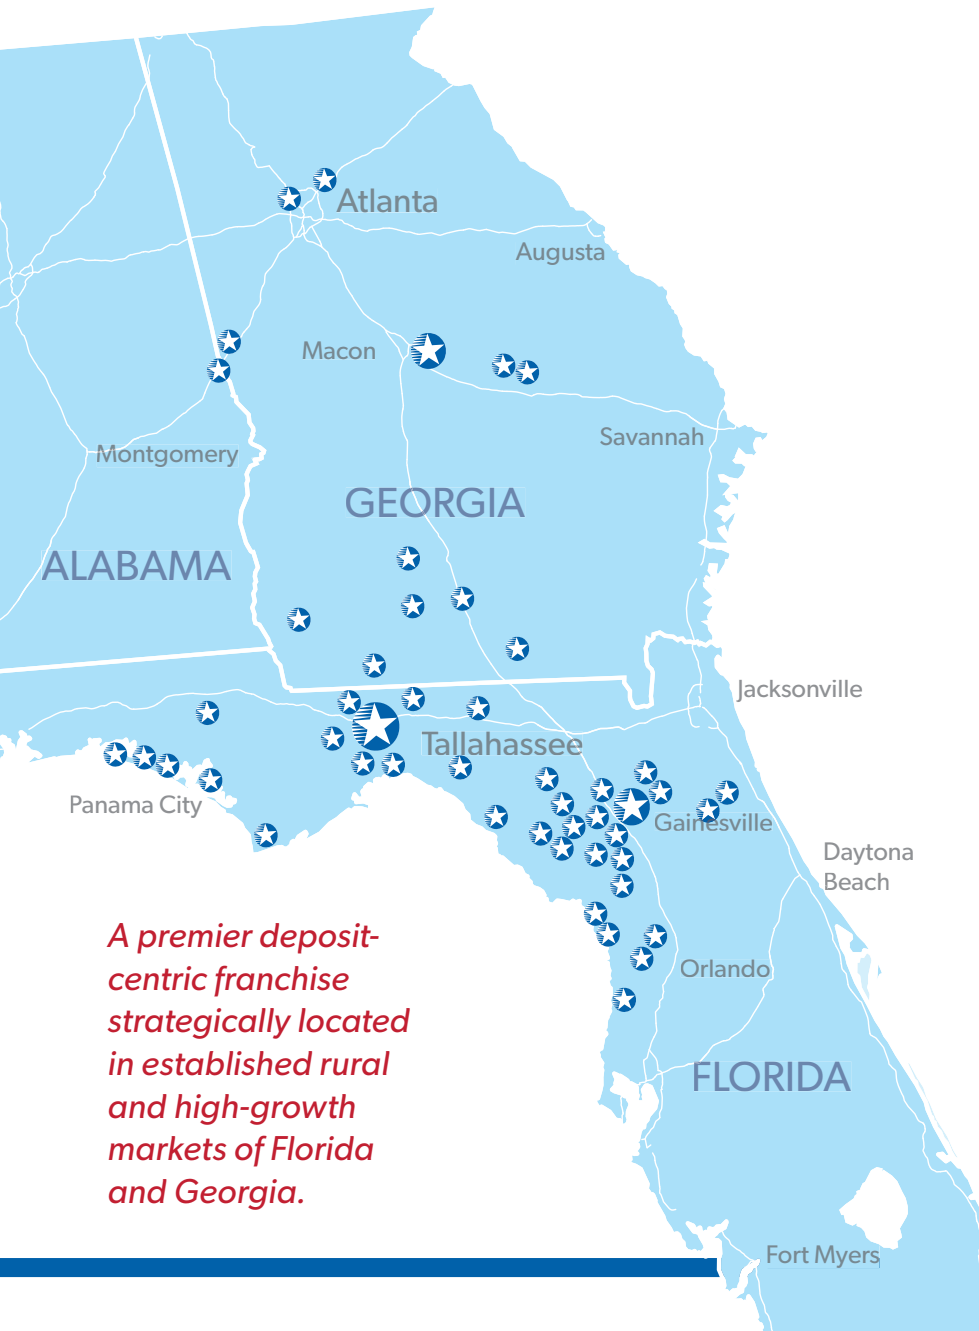 Atlanta
Augusta
Macon
Savannah
Montgomery
GEORGIA
ALABAMA
Jacksonville
Tallahassee
Panama City
Gainesville
Daytona
Beach
A premier deposit-
centric franchise
strategically located
in established rural
and high-growth
markets of Florida
and Georgia.
Orlando
FLORIDA
Fort Myers